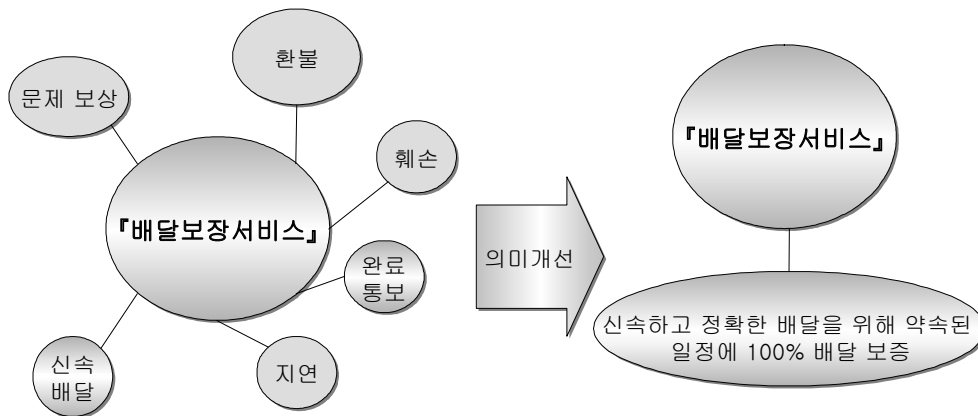 환불
문제 보상
훼손
『배달보장서비스』
완료
통보
신속
배달
지연
의미개선
『배달보장서비스』
신속하고 정확한 배달을 위해 약속된
일정에 100% 배달 보증